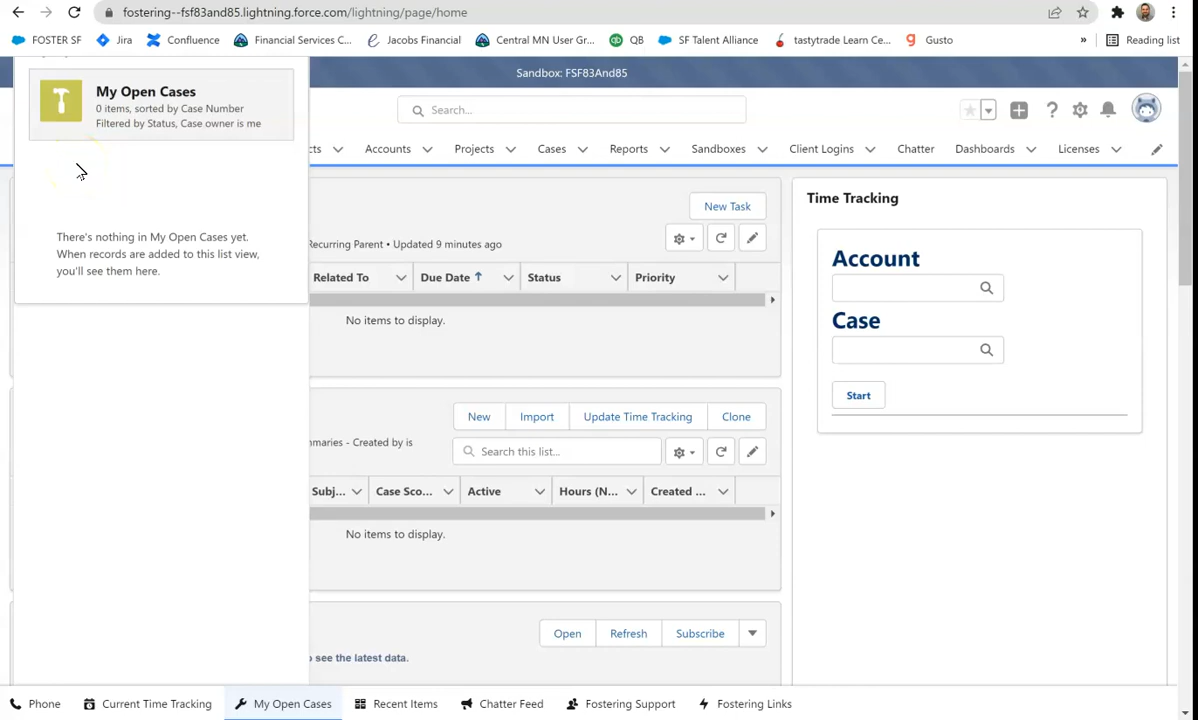 fostering--fsf83and85.lightning.force.com/lightning/page/home
FOSTER SF Jira Confluence Financial Services C... Jacobs Financial Central MN User Gr... QB SF Talent Alliance tastytrade Learn Ce... Gusto » Reading list
Sandbox: FSF83And85
My Open Cases
0 items, sorted by Case Number
Filtered by Status, Case owner is me
Search...
cts Accounts Projects Cases Reports Sandboxes Client Logins Chatter Dashboards Licenses
There's nothing in My Open Cases yet.
When records are added to this list view,
you'll see them here.
New Task
Recurring Parent • Updated 9 minutes ago
Related To Due Date Status Priority
No items to display.
New Import Update Time Tracking Clone
mmaries - Created by is
Search this list...
Subj... Case Sco... Active Hours (N... Created ...
No items to display.
Open Refresh Subscribe
to see the latest data.
Time Tracking
Account
Case
Start
Phone Current Time Tracking My Open Cases Recent Items Chatter Feed Fostering Support Fostering Links